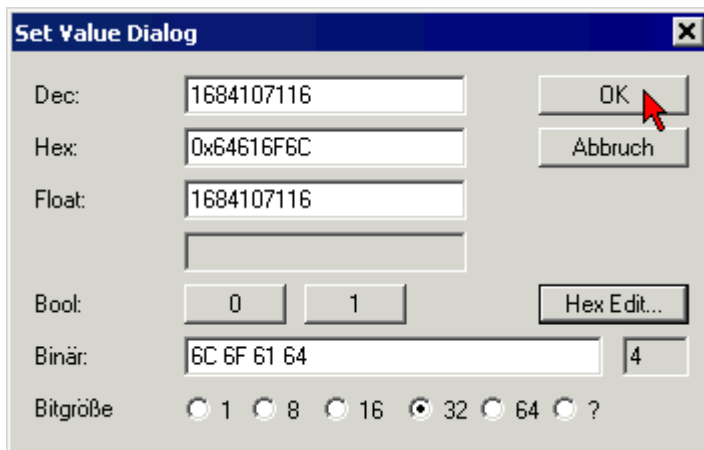 Set Value Dialog
Dec: 1684107116 OK
Hex: 0x64616F6C Abbruch
Float: 1684107116
Bool: 0 1 Hex Edit...
Binär: 6C 6F 61 64 4
Bitgröße 1 8 16 32 64 ?